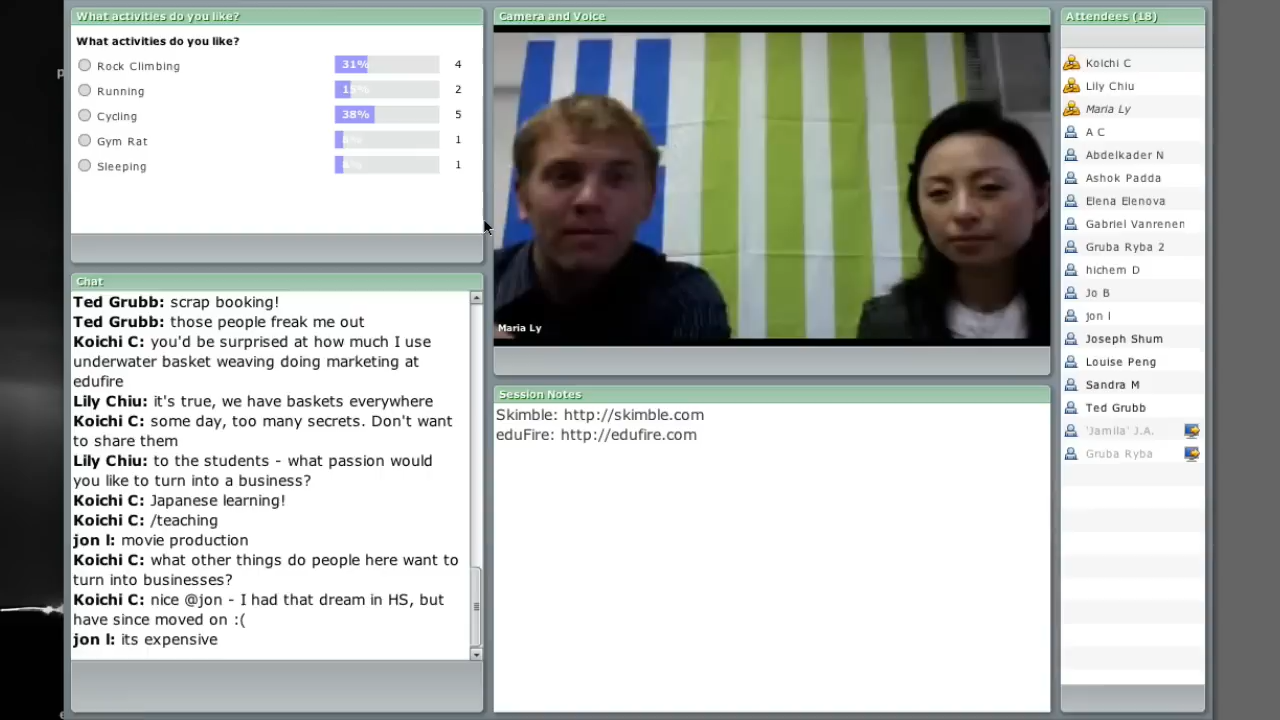 What activities do you like?
What activities do you like?
Rock Climbing 31% 4
Running 15% 2
Cycling 38% 5
Gym Rat 1
Sleeping 1
Chat
Ted Grubb: scrap booking!
Ted Grubb: those people freak me out
Koichi C: you'd be surprised at how much I use
underwater basket weaving doing marketing at
edufire
Lily Chiu: it's true, we have baskets everywhere
Koichi C: some day, too many secrets. Don't want
to share them
Lily Chiu: to the students - what passion would
you like to turn into a business?
Koichi C: Japanese learning!
Koichi C: /teaching
jon l: movie production
Koichi C: what other things do people here want to
turn into businesses?
Koichi C: nice @jon - I had that dream in HS, but
have since moved on :(
jon l: its expensive
Camera and Voice
Maria Ly
Session Notes
Skimble: http://skimble.com
eduFire: http://edufire.com
Attendees (18)
Koichi C
Lily Chiu
Maria Ly
A C
Abdelkader N
Ashok Padda
Elena Elenova
Gabriel Vanrenen
Gruba Ryba 2
hichem D
Jo B
jon l
Joseph Shum
Louise Peng
Sandra M
Ted Grubb
'Jamila' J.A.
Gruba Ryba